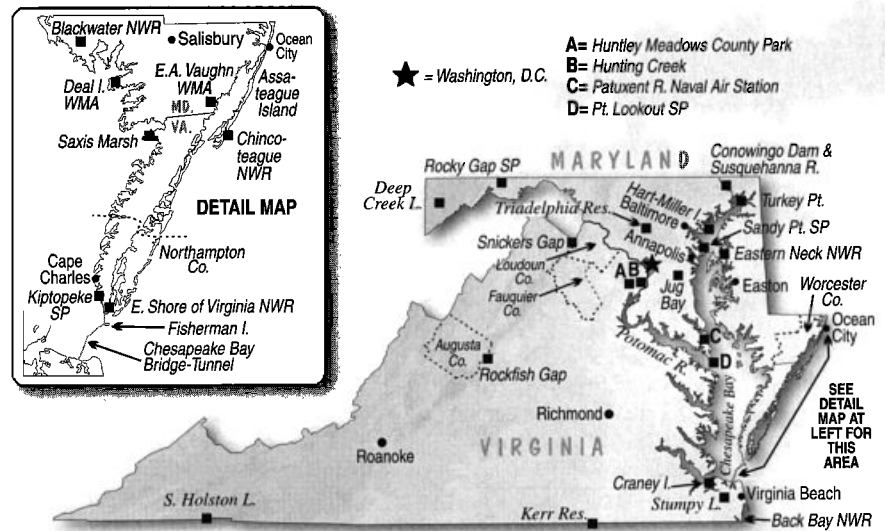 Blackwater NWR
Salisbury
Ocean
City
Deal I.
WMA
E.A. Vaughn
WMA
Assa-
teague
Island
MD.
VA.
Saxis Marsh
Chinco-
teague
NWR
DETAIL MAP
Northampton
Co.
Cape
Charles
Kiptopeke
SP
E. Shore of Virginia NWR
Fisherman I.
Chesapeake Bay
Bridge-Tunnel
= Washington, D.C.
A= Huntley Meadows County Park
B= Hunting Creek
C= Patuxent R. Naval Air Station
D= Pt. Lookout SP
MARYLAND
Conowingo Dam &
Susquehanna R.
Rocky Gap SP
Deep
Creek L.
Triadelphia Res.
Hart-Miller I.
Baltimore
Turkey Pt.
Sandy Pt. SP
Annapolis
Eastern Neck NWR
Snickers Gap
Loudoun
Co.
A B
Fauquier
Co.
Jug
Bay
Easton
Worcester
Co.
Ocean
City
Augusta
Co.
Rockfish Gap
Potomac R.
C
D
Chesapeake Bay
SEE
DETAIL
MAP AT
LEFT FOR
THIS
AREA
Richmond
VIRGINIA
Roanoke
Craney I.
Stumpy L.
Virginia Beach
S. Holston L.
Kerr Res.
Back Bay NWR